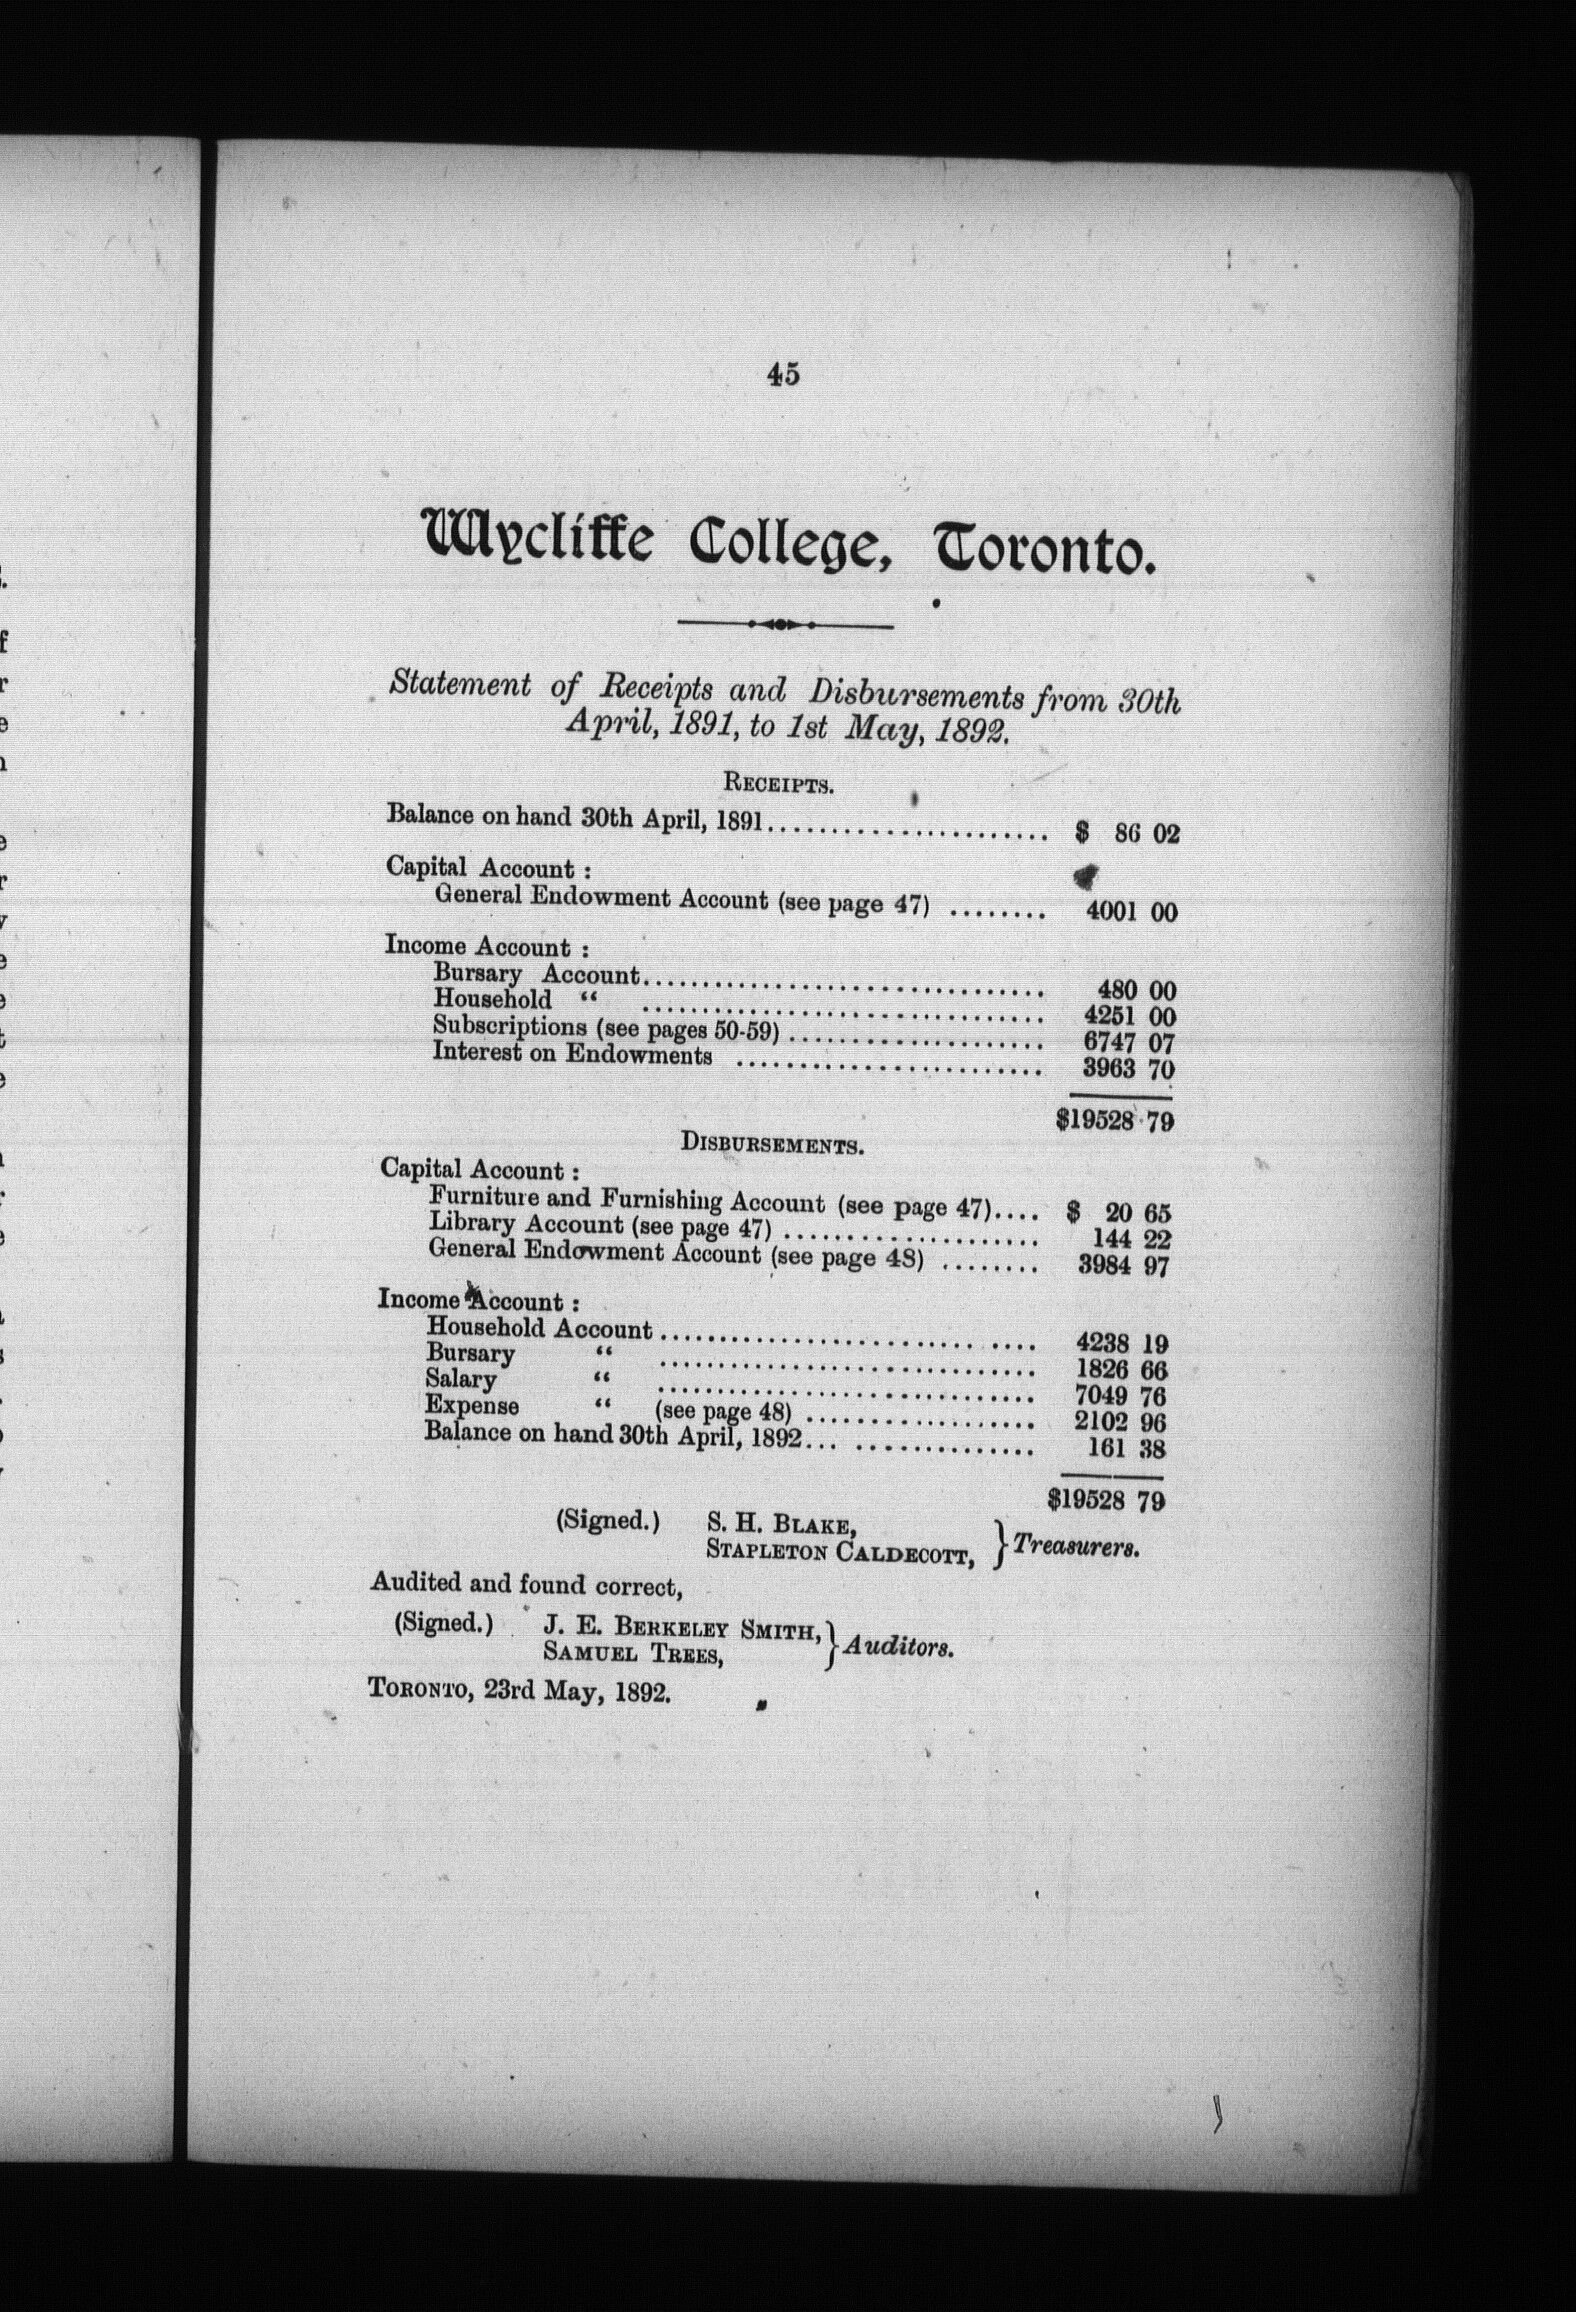 45
Wycliffe College, Toronto.
Statement of Receipts and Disbursements from 30th
April, 1891, to 1st May, 1892.
RECEIPTS.
Balance on hand 30th April, 1891...................... $ 86 02
Capital Account :
General Endowment Account (see page 47) ........ 4001 00
Income Account :
Bursary Account................................ 480 00
Household “ ................................ 4251 00
Subscriptions (see pages 50-59) .................... 6747 07
Interest on Endowments ........................ 3963 70
$19528 79
DISBURSEMENTS.
Capital Account :
Furniture and Furnishing Account (see page 47).... $ 20 65
Library Account (see page 47) .................... 144 22
General Endowment Account (see page 48) ........ 3984 97
Income Account :
Household Account .............................. 4238 19
Bursary “ .............................. 1826 66
Salary “ .............................. 7049 76
Expense “ (see page 48) .................. 2102 96
Balance on hand 30th April, 1892... .............. 161 38
$19528 79
(Signed.) S. H. BLAKE,
STAPLETON CALDECOTT, } Treasurers.
Audited and found correct,
(Signed.) J. E. BERKELEY SMITH,
SAMUEL TREES, } Auditors.
TORONTO, 23rd May, 1892.